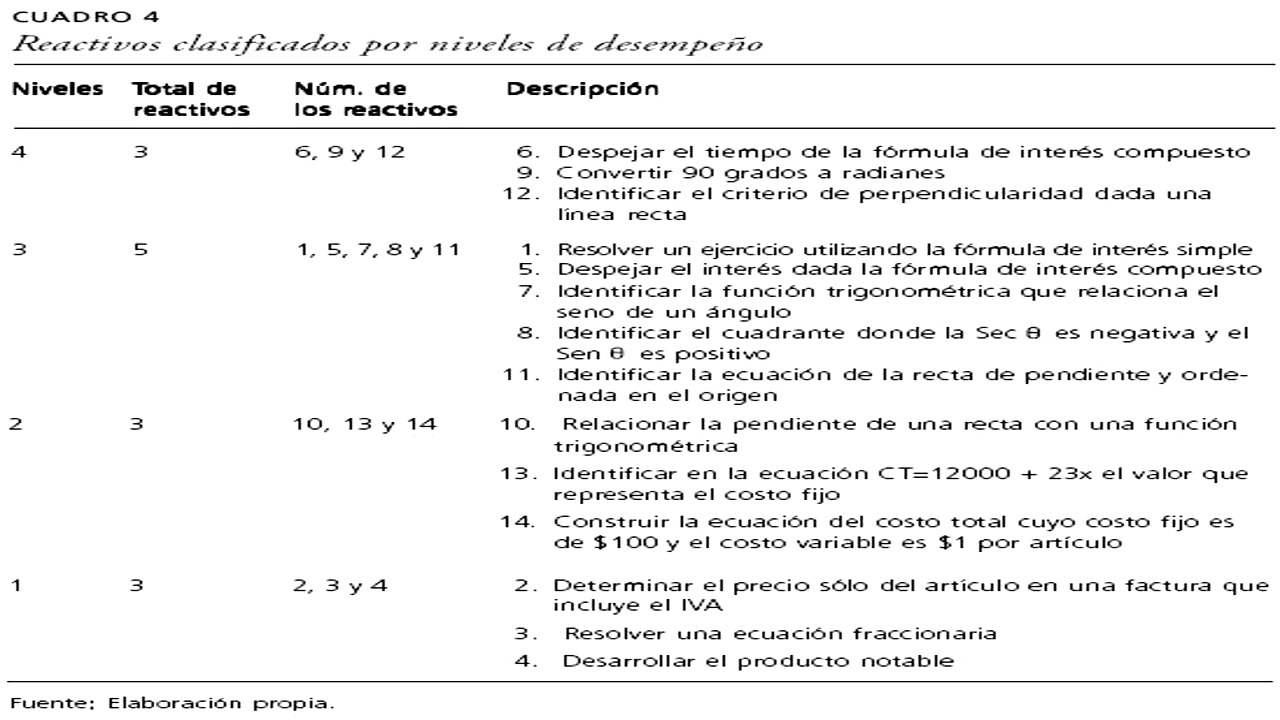 CUADRO 4
Reactivos clasificados por niveles de desempeño
Niveles Total de reactivos Núm. de los reactivos Descripción
4 3 6, 9 y 12 6. Despejar el tiempo de la fórmula de interés compuesto
9. Convertir 90 grados a radianes
12. Identificar el criterio de perpendicularidad dada una
línea recta
3 5 1, 5, 7, 8 y 11 1. Resolver un ejercicio utilizando la fórmula de interés simple
5. Despejar el interés dada la fórmula de interés compuesto
7. Identificar la función trigonométrica que relaciona el
seno de un ángulo
8. Identificar el cuadrante donde la Sec θ es negativa y el
Sen θ es positivo
11. Identificar la ecuación de la recta de pendiente y orde-
nada en el origen
2 3 10, 13 y 14 10. Relacionar la pendiente de una recta con una función
trigonométrica
13. Identificar en la ecuación CT=12000 + 23x el valor que
representa el costo fijo
14. Construir la ecuación del costo total cuyo costo fijo es
de $100 y el costo variable es $1 por artículo
1 3 2, 3 y 4 2. Determinar el precio sólo del artículo en una factura que
incluye el IVA
3. Resolver una ecuación fraccionaria
4. Desarrollar el producto notable
Fuente: Elaboración propia.